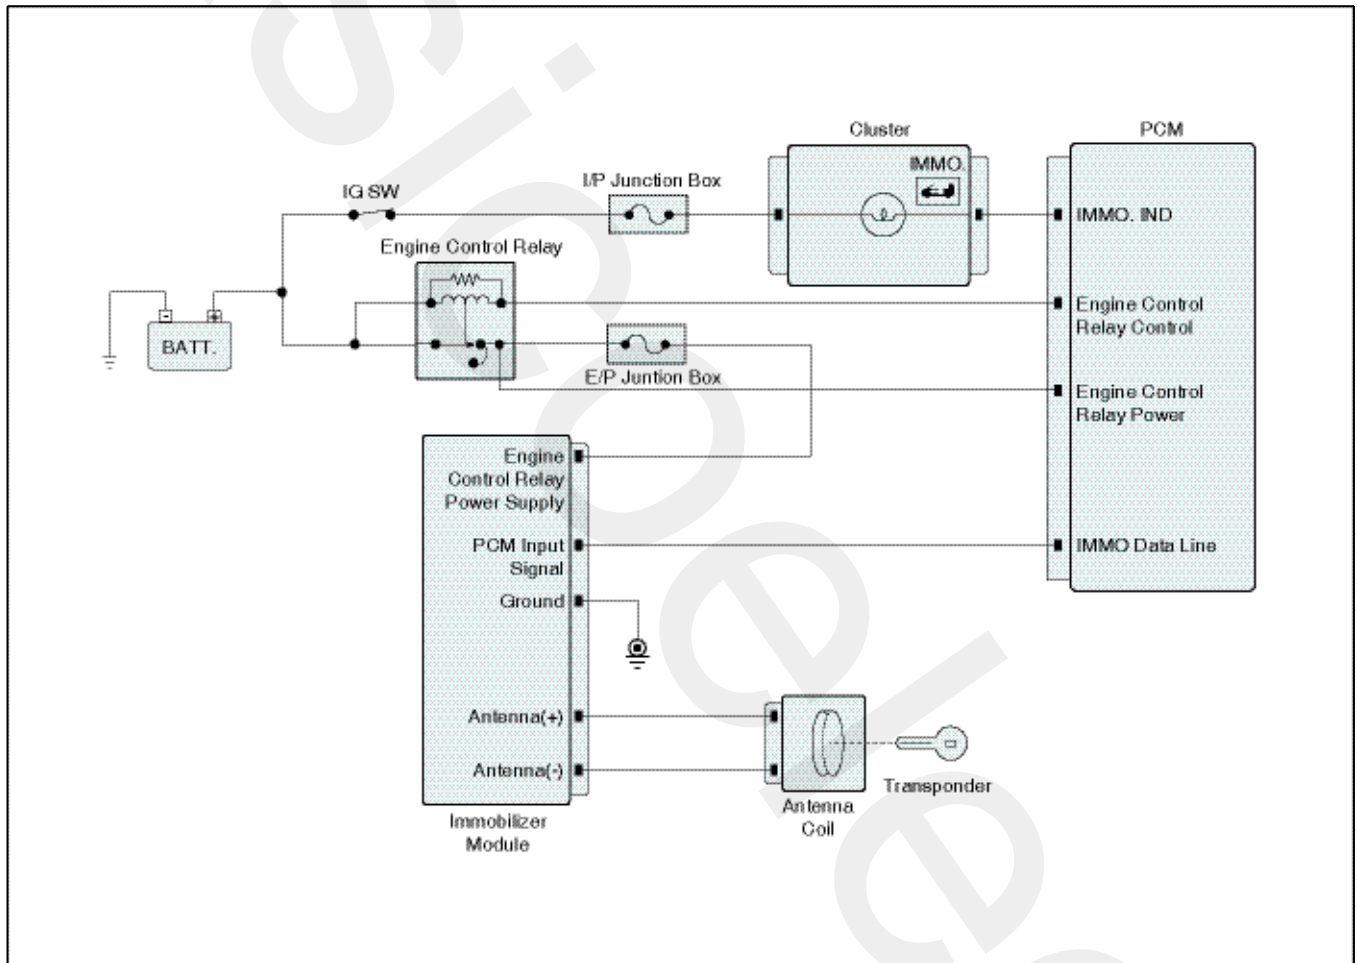 Cluster
PCM
IMMO.
I/P Junction Box
IG SW
IMMO. IND
Engine Control Relay
Engine Control
Relay Control
BATT.
E/P Juntion Box
Engine Control
Relay Power
Engine
Control Relay
Power Supply
PCM Input
Signal
IMMO Data Line
Ground
Antenna(+)
Antenna(-)
Transponder
Antenna
Coil
Immobilizer
Module